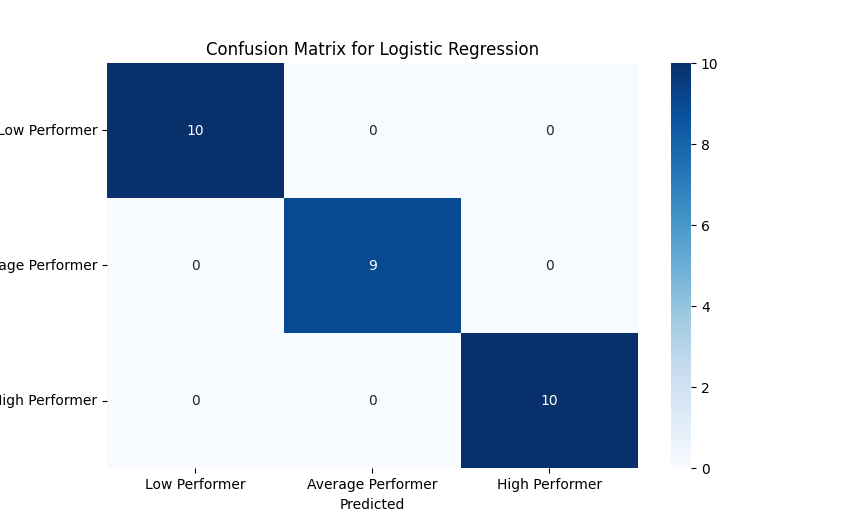 Confusion Matrix for Logistic Regression
Low Performer 10 0 0
age Performer 0 9 0
High Performer 0 0 10
Low Performer Average Performer High Performer
Predicted
10
8
6
4
2
0